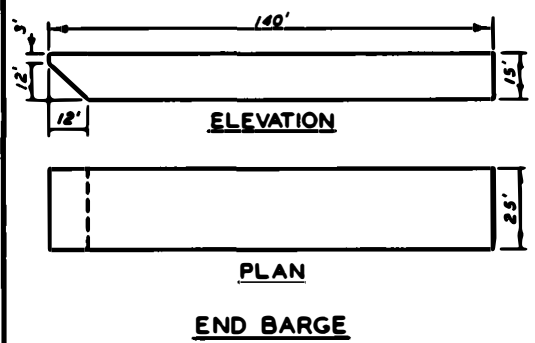 140'
3'
12'
15'
12'
ELEVATION
25'
PLAN
END BARGE